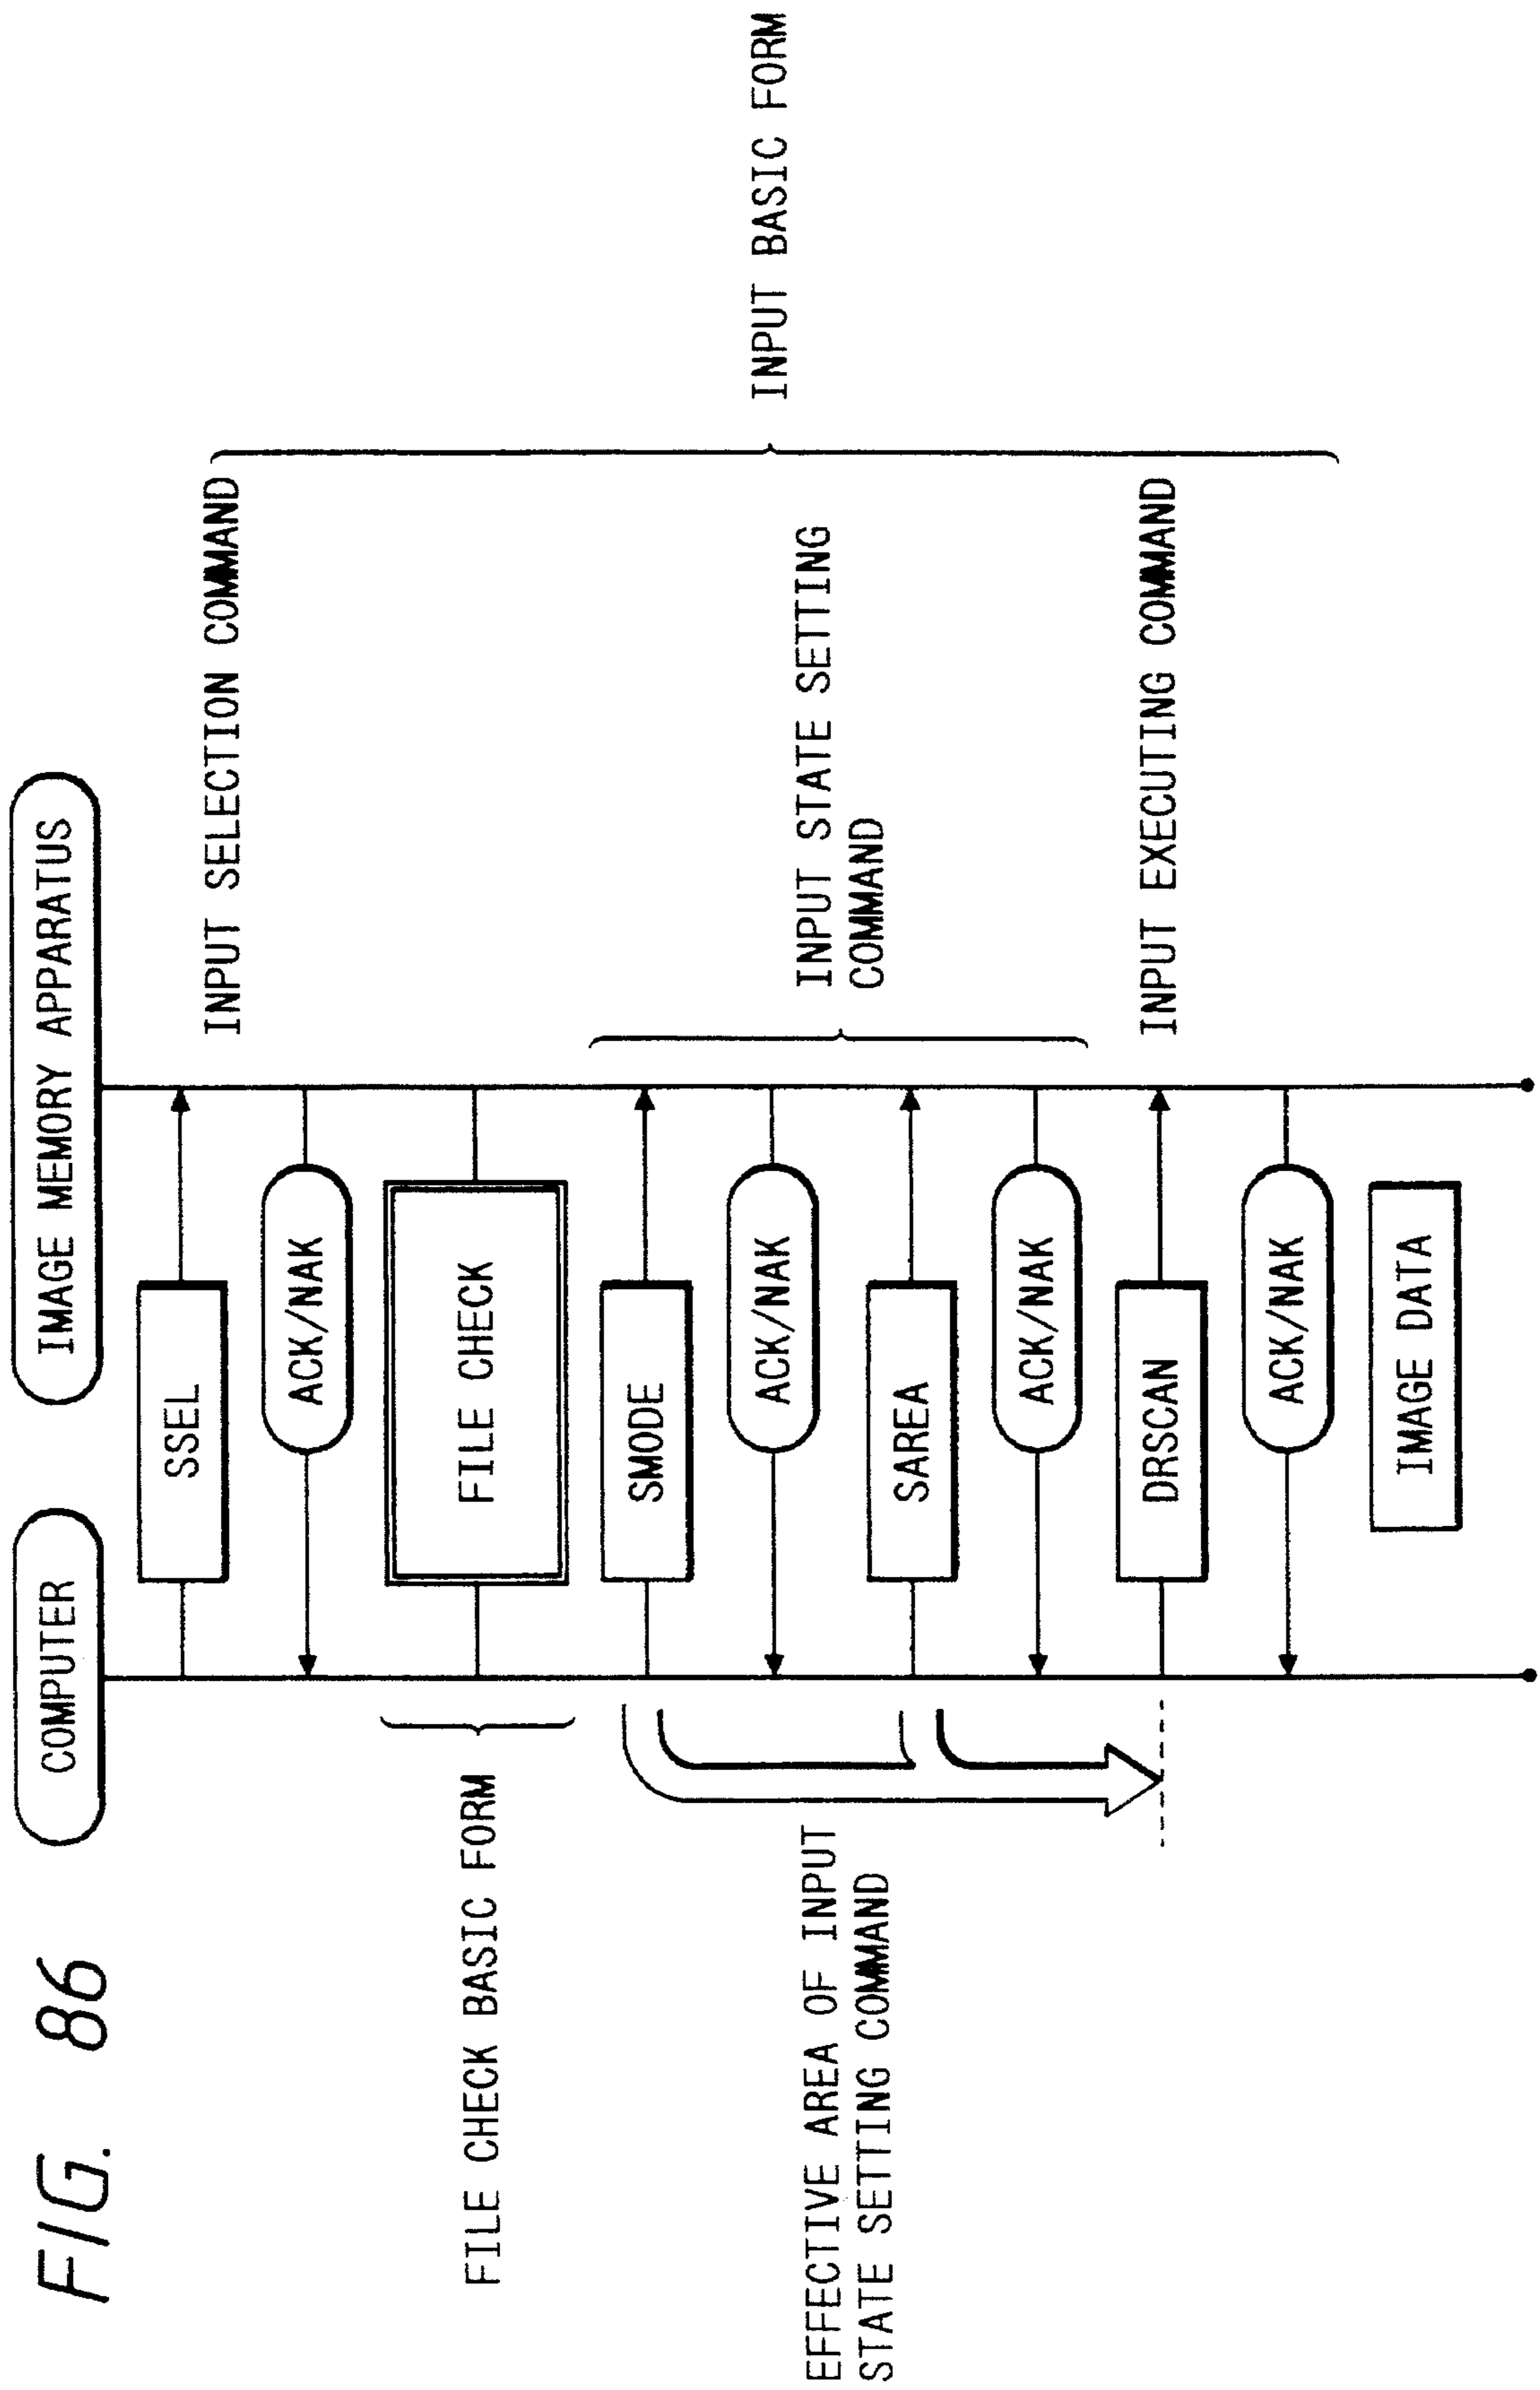 FIG. 86
COMPUTER
IMAGE MEMORY APPARATUS
SSEL
INPUT SELECTION COMMAND
ACK/NAK
FILE CHECK BASIC FORM
FILE CHECK
SMODE
ACK/NAK
INPUT STATE SETTING
COMMAND
INPUT BASIC FORM
EFFECTIVE AREA OF INPUT
STATE SETTING COMMAND
SAREA
ACK/NAK
DRSCAN
INPUT EXECUTING COMMAND
ACK/NAK
IMAGE DATA